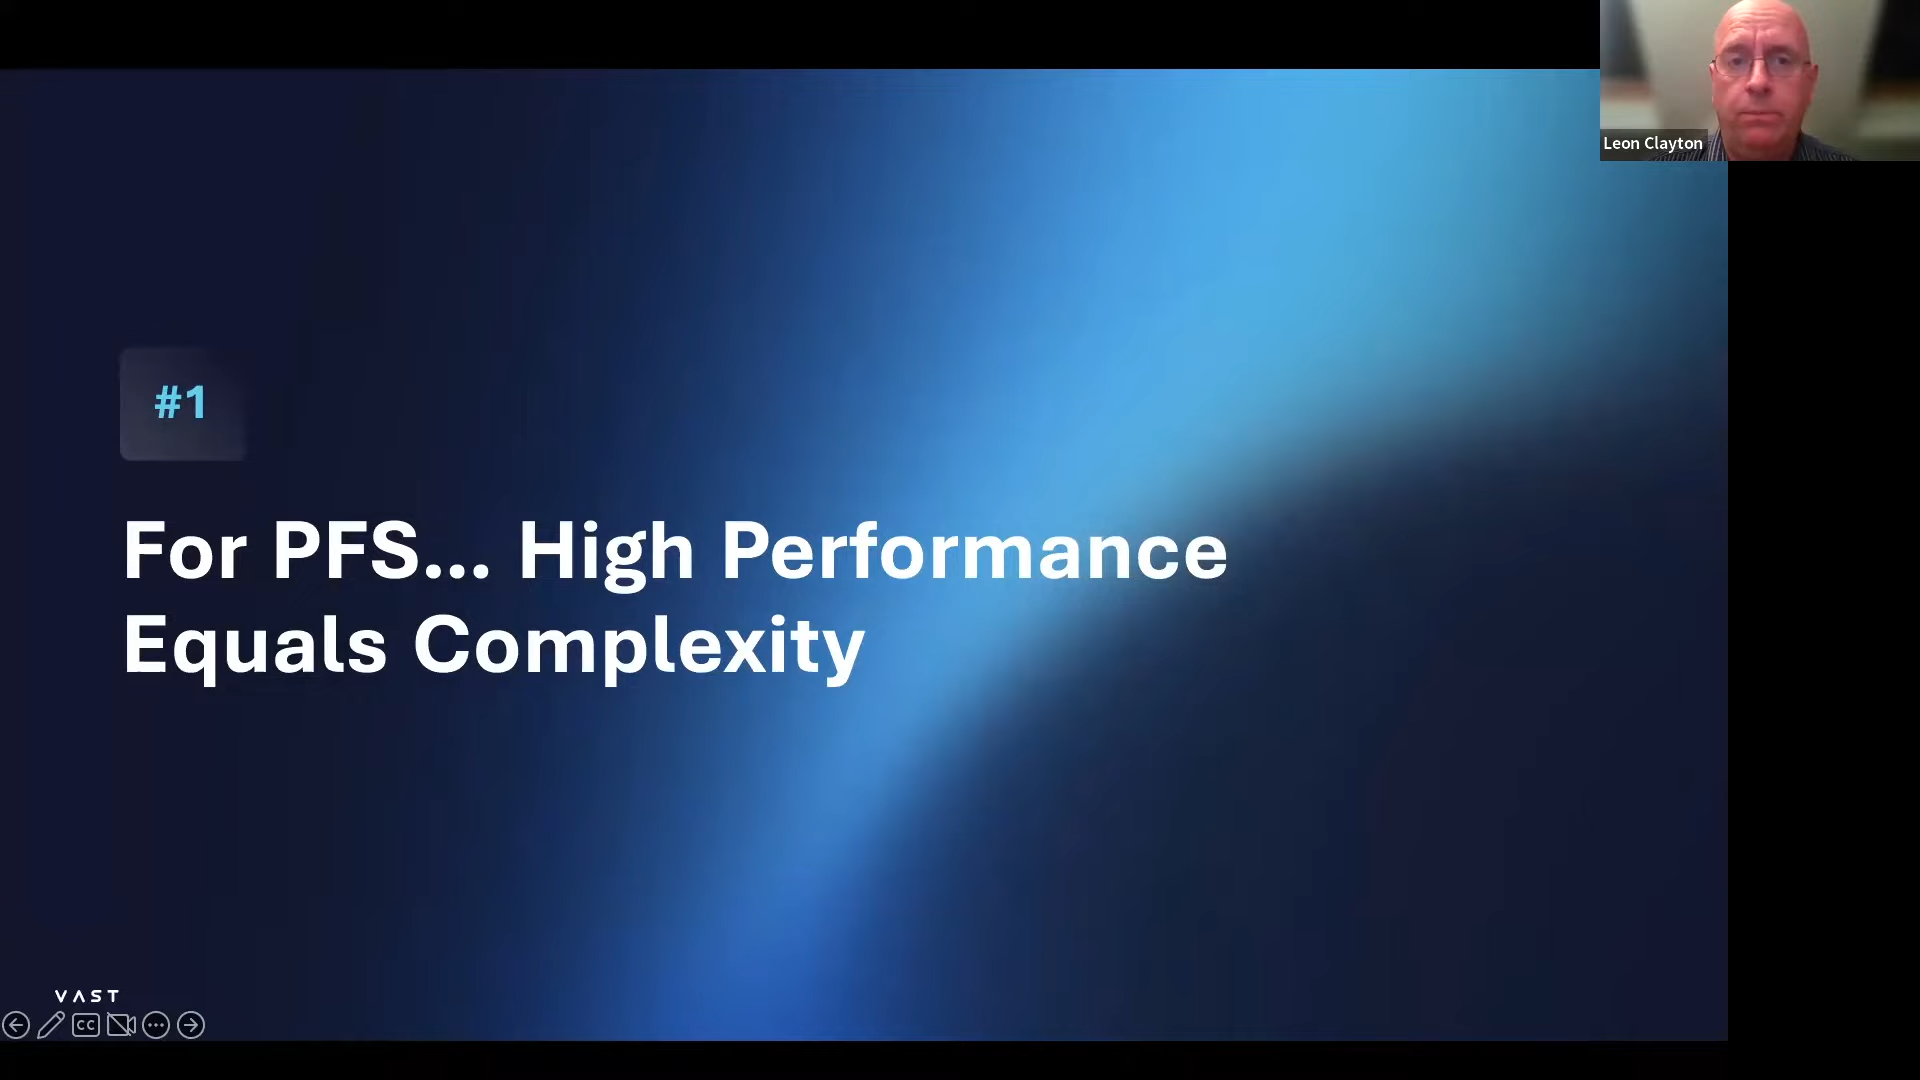 Leon Clayton
#1
For PFS... High Performance
Equals Complexity
VAST
CC